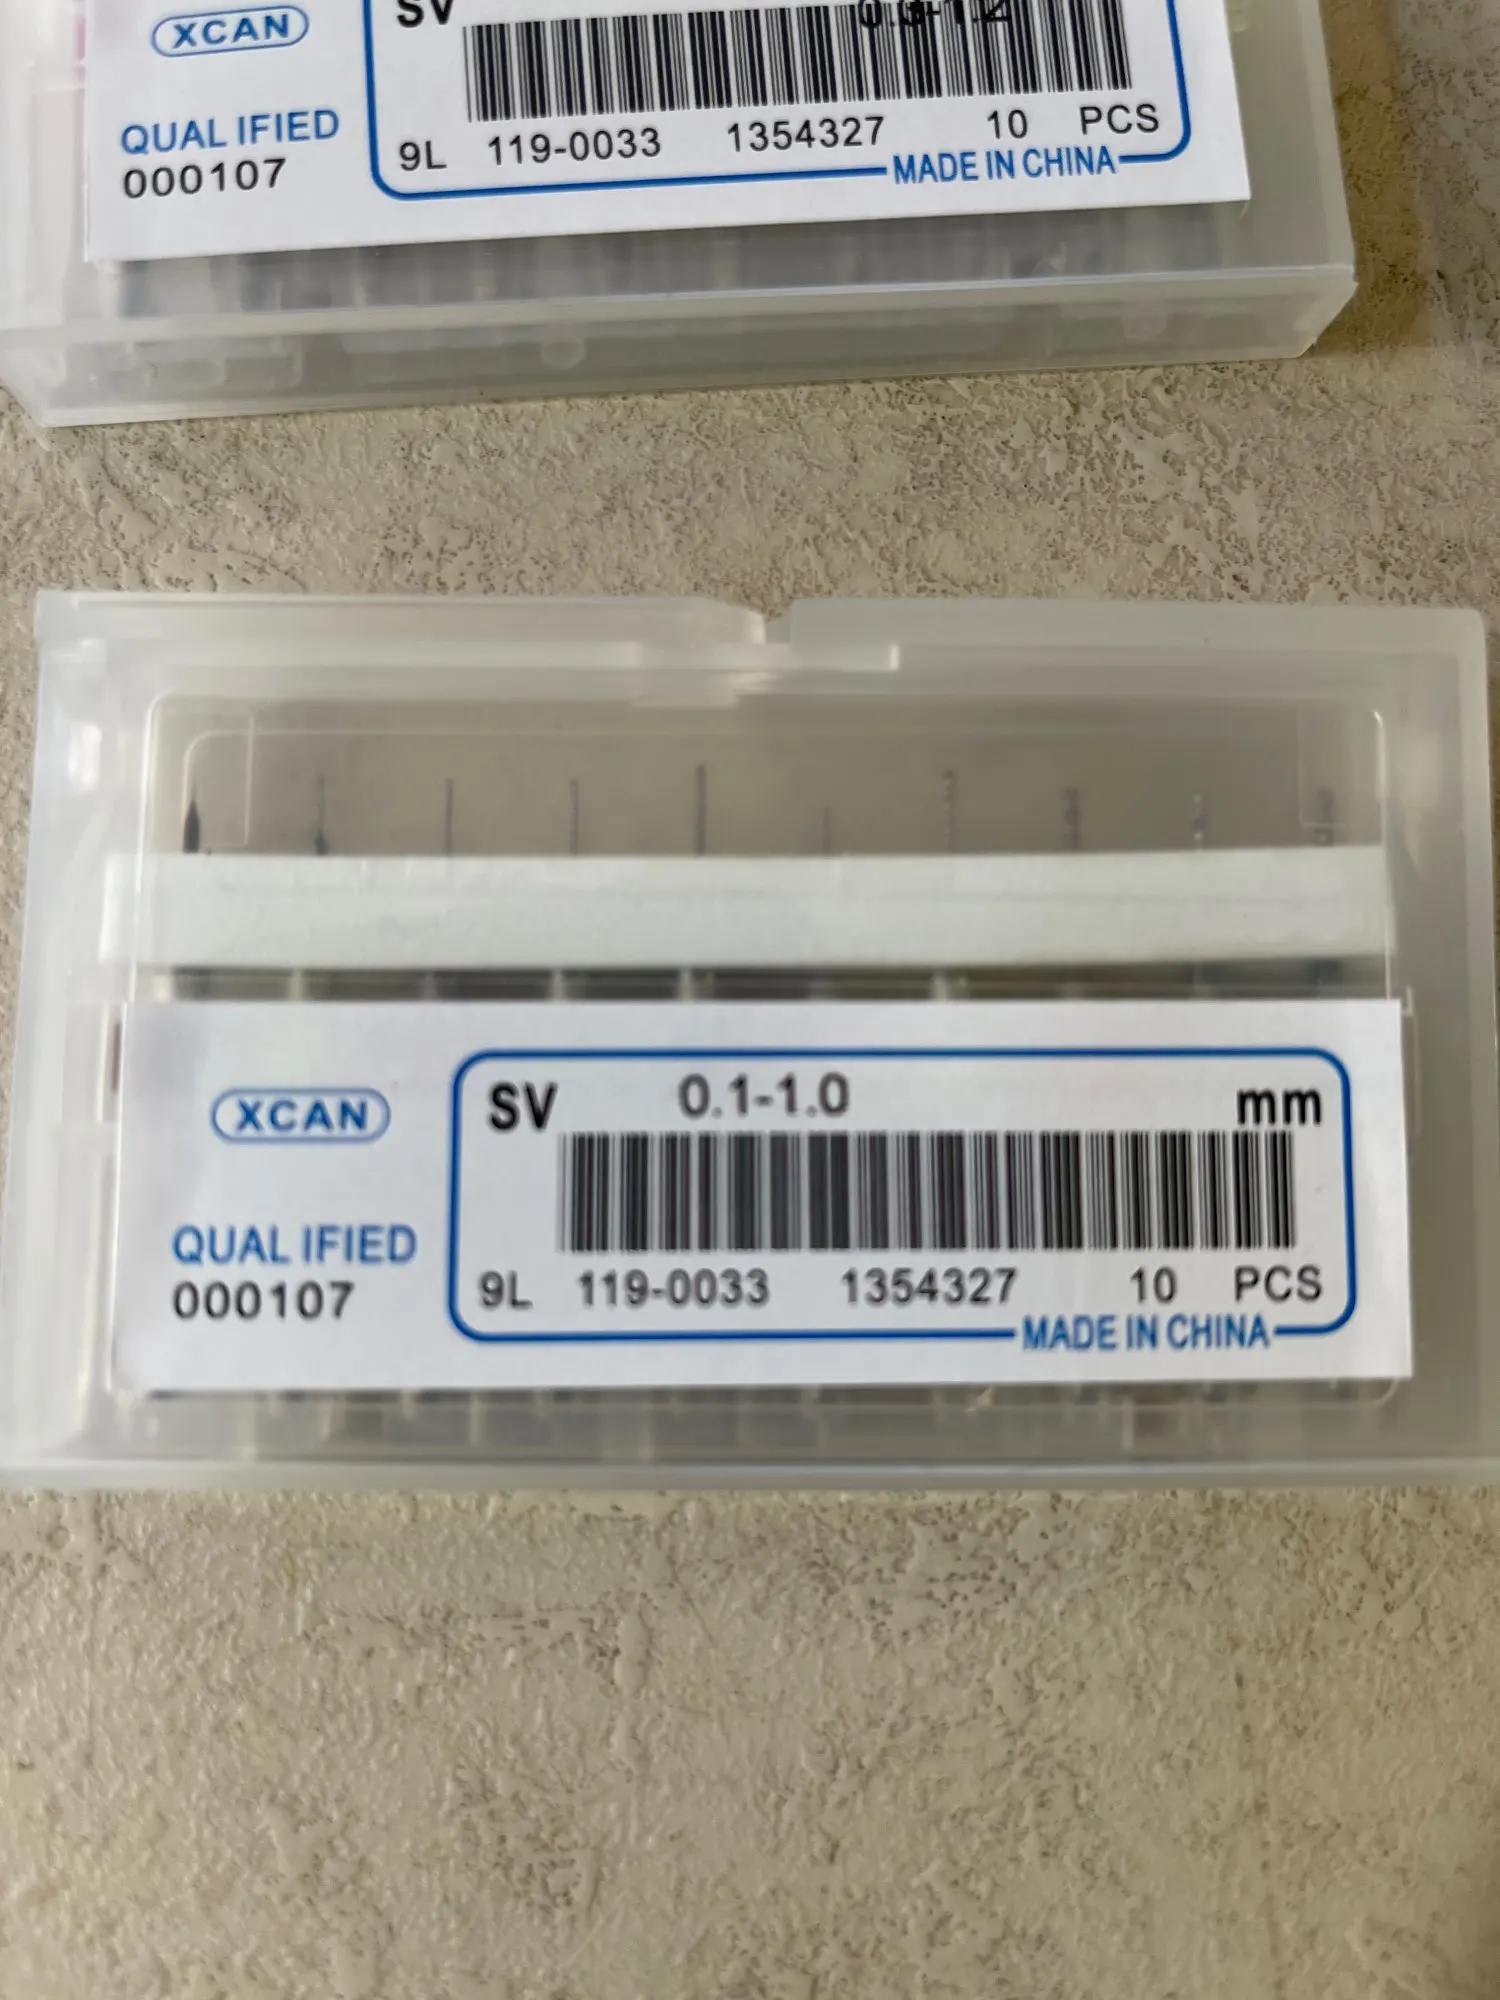 XCAN
SV
QUAL IFIED
000107
9L 119-0033 1354327 10 PCS
MADE IN CHINA
XCAN
SV 0.1-1.0 mm
QUAL IFIED
000107
9L 119-0033 1354327 10 PCS
MADE IN CHINA